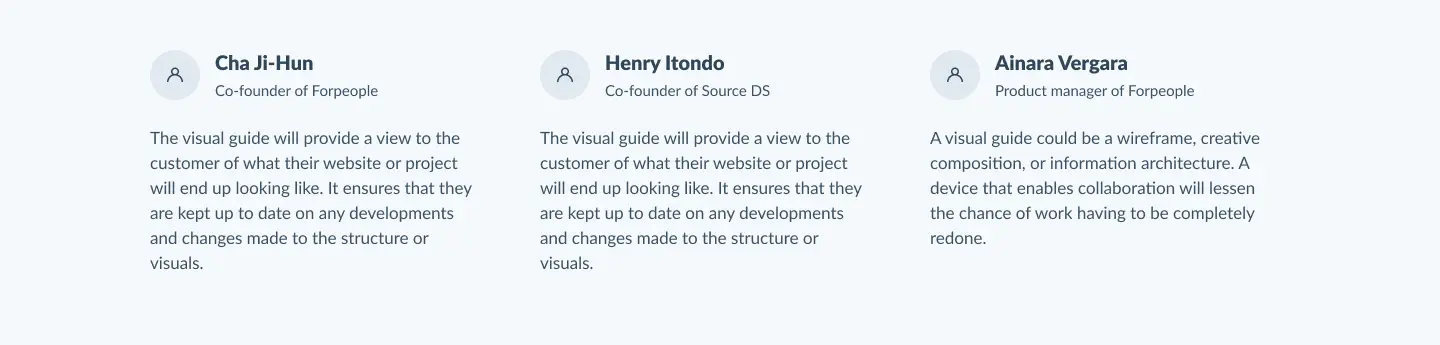 Cha Ji-Hun
Co-founder of Forpeople
The visual guide will provide a view to the
customer of what their website or project
will end up looking like. It ensures that they
are kept up to date on any developments
and changes made to the structure or
visuals.
Henry Itondo
Co-founder of Source DS
The visual guide will provide a view to the
customer of what their website or project
will end up looking like. It ensures that they
are kept up to date on any developments
and changes made to the structure or
visuals.
Ainara Vergara
Product manager of Forpeople
A visual guide could be a wireframe, creative
composition, or information architecture. A
device that enables collaboration will lessen
the chance of work having to be completely
redone.